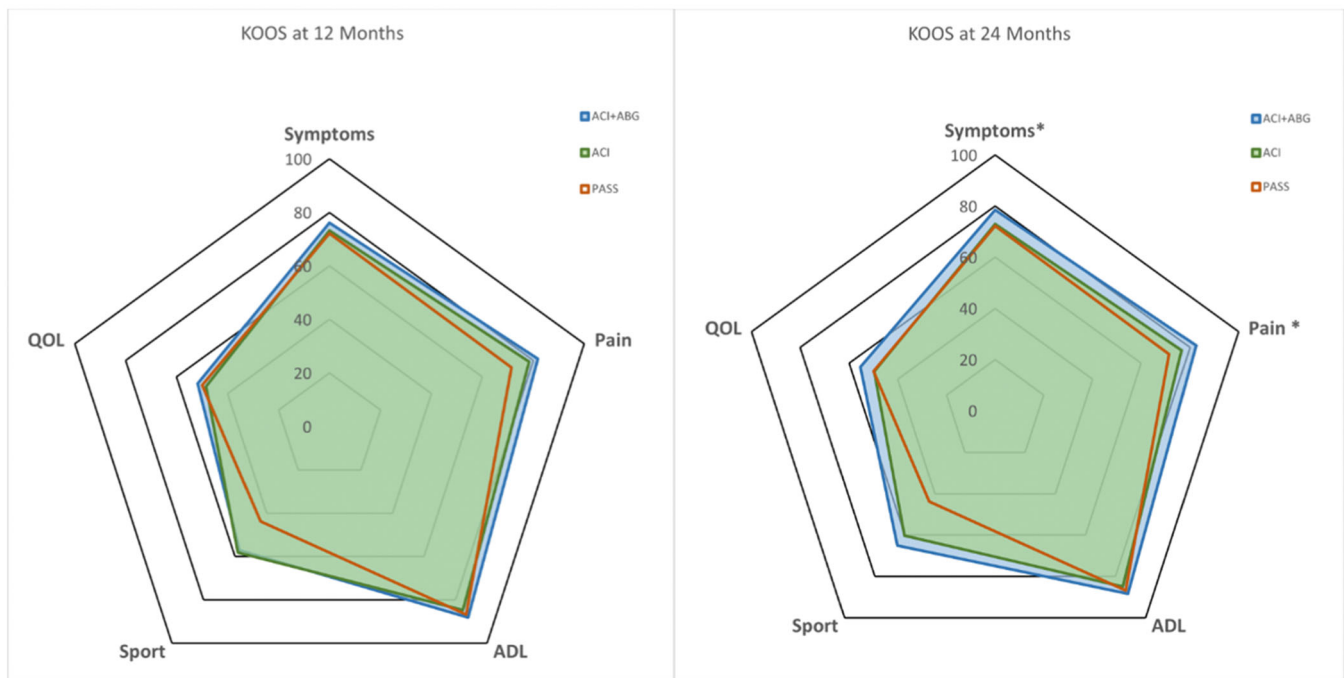 KOOS at 12 Months
ACI+ABG
ACI
PASS
Symptoms
100
80
60
40
20
0
QOL
Pain
Sport
ADL
KOOS at 24 Months
ACI+ABG
ACI
PASS
Symptoms*
100
80
60
40
20
0
QOL
Pain *
Sport
ADL